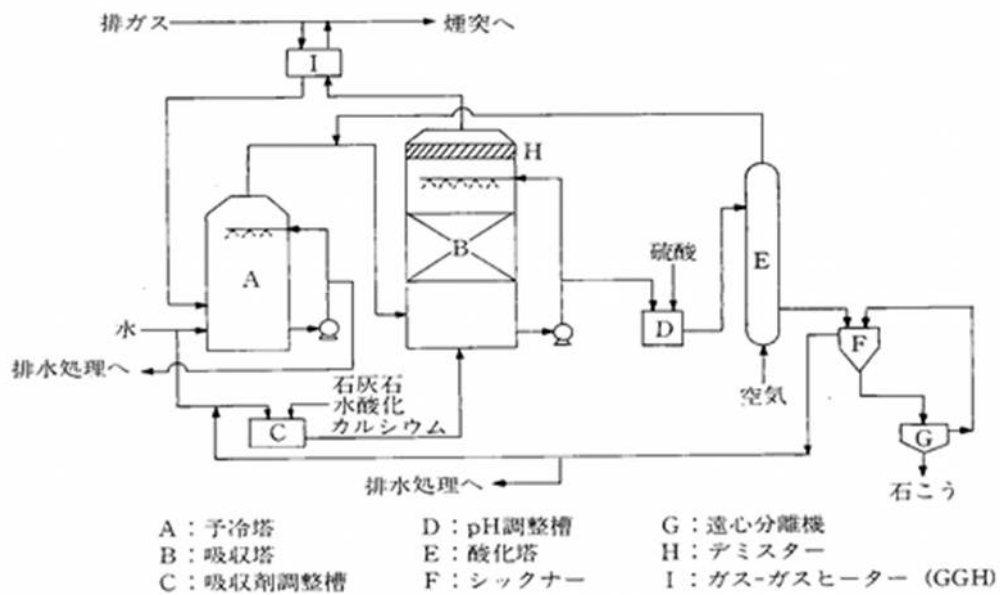 排ガス
煙突へ
I
H
A
B
硫酸
E
水
D
F
排水処理へ
石灰石
水酸化
カルシウム
空気
C
G
排水処理へ
石こう
A：予冷塔
D：pH調整槽
G：遠心分離機
B：吸収塔
E：酸化塔
H：デミスター
C：吸収剤調整槽
F：シックナー
I：ガス-ガスヒーター (GGH)